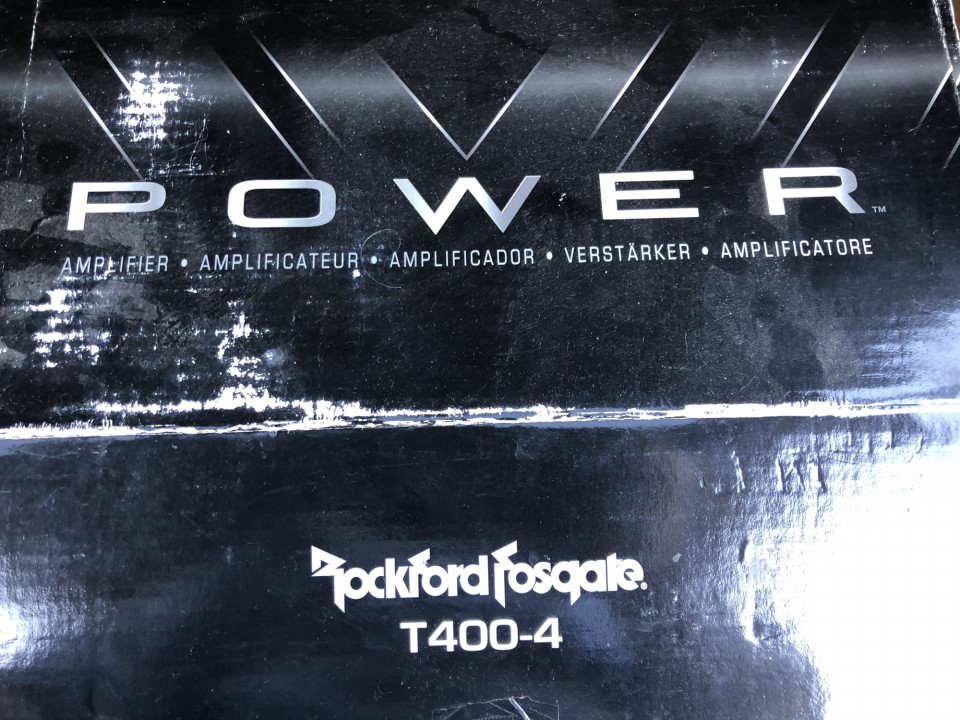 POWER™
AMPLIFIER • AMPLIFICATEUR • AMPLIFICADOR • VERSTÄRKER • AMPLIFICATORE
Rockford Fosgate®
T400-4